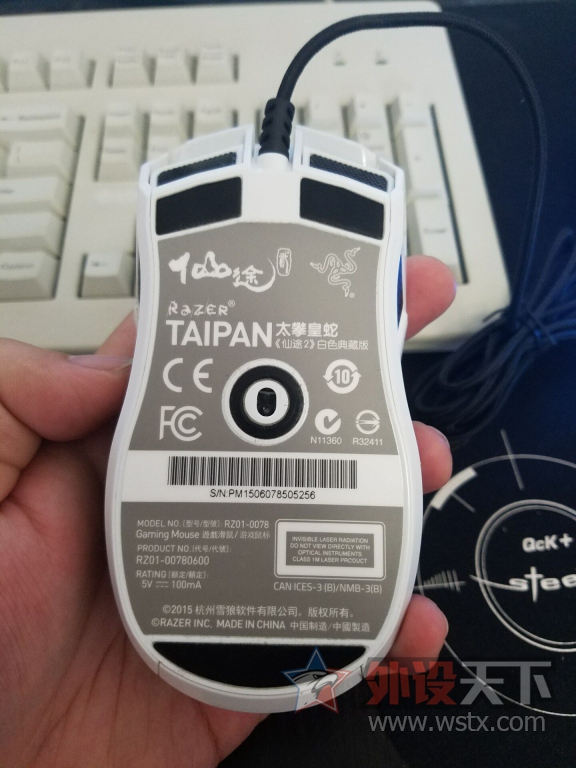 仙途
RAZER®
TAIPAN 太攀皇蛇
《仙途2》白色典藏版
CE
10
FC
N11360
R32411
S/N:PM1506078505256
MODEL NO. (型号/型號) RZ01-0078
Gaming Mouse 遊戲滑鼠/游戏鼠标
PRODUCT NO. (代号/代號)
RZ01-00780600
RATING (额定/額定)
5V 100mA
INVISIBLE LASER RADIATION
DO NOT VIEW DIRECTLY WITH
OPTICAL INSTRUMENTS
CLASS 1M LASER PRODUCT
CAN ICES-3 (B)/NMB-3(B)
©2015 杭州雪狼软件有限公司。版权所有。
©RAZER INC. MADE IN CHINA 中国制造/中國製造
QcK+
steel
外设天下
www.wstx.com